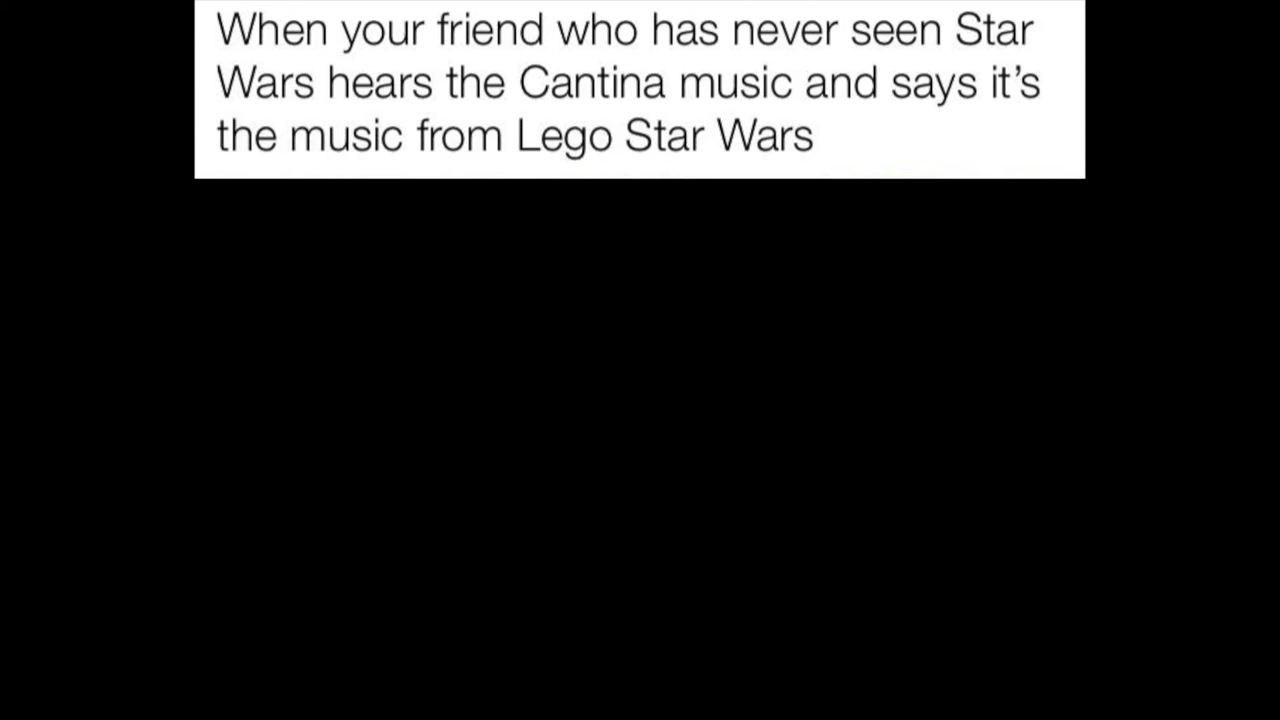 When your friend who has never seen Star
Wars hears the Cantina music and says it’s
the music from Lego Star Wars